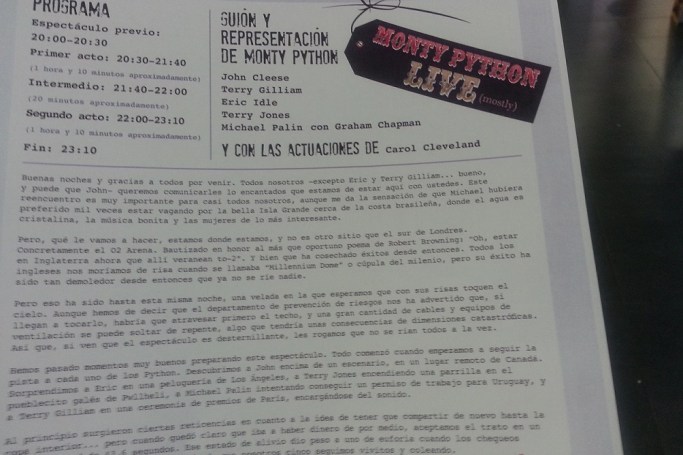 PROGRAMA
Espectáculo previo:
20:00-20:30
Primer acto: 20:30-21:40
(1 hora y 10 minutos aproximadamente)
Intermedio: 21:40-22:00
(20 minutos aproximadamente)
Segundo acto: 22:00-23:10
(1 hora y 10 minutos aproximadamente)
Fin: 23:10
GUIÓN Y
REPRESENTACIÓN
DE MONTY PYTHON
John Cleese
Terry Gilliam
Eric Idle
Terry Jones
Michael Palin con Graham Chapman
Y CON LAS ACTUACIONES DE Carol Cleveland
MONTY PYTHON
LIVE (mostly)
Buenas noches y gracias a todos por venir. Todos nosotros -excepto Eric y Terry Gilliam... bueno,
y puede que John- queremos comunicarles lo encantados que estamos de estar aquí con ustedes. Este
reencuentro es muy importante para casi todos nosotros, aunque me da la sensación de que Michael hubiera
preferido mil veces estar vagando por la bella Isla Grande cerca de la costa brasileña, donde el agua es
cristalina, la música bonita y las mujeres de lo más interesante.
Pero, qué le vamos a hacer, estamos donde estamos, y no es otro sitio que el sur de Londres.
Concretamente el O2 Arena. Bautizado en honor al más que oportuno poema de Robert Browning: "Oh, estar
en Inglaterra ahora que allí veranean to-2". Y bien que ha cosechado éxitos desde entonces. Todos los
ingleses nos moríamos de risa cuando se llamaba "Millennium Dome" o cúpula del milenio, pero su éxito ha
sido tan demoledor desde entonces que ya no se ríe nadie.
Pero eso ha sido hasta esta misma noche, una velada en la que esperamos que con sus risas toquen el
cielo. Aunque hemos de decir que el departamento de prevención de riesgos nos ha advertido que, si
llegan a tocarlo, habría que atravesar primero el techo, y una gran cantidad de cables y equipos de
ventilación se puede soltar de repente, algo que tendría unas consecuencias de dimensiones catastróficas.
Así que, si ven que el espectáculo es desternillante, les rogamos que no se rían todos a la vez.
Hemos pasado momentos muy buenos preparando este espectáculo. Todo comenzó cuando empezamos a seguir la
pista a cada uno de los Python. Descubrimos a John encima de un escenario, en un lugar remoto de Canadá.
Sorprendimos a Eric en una peluquería de Los Ángeles, a Terry Jones encendiendo una parrilla en el
pueblecito galés de Pwllheli, a Michael Palin intentando conseguir un permiso de trabajo para Uruguay, y
a Terry Gilliam en una ceremonia de premios de París, encargándose del sonido.
Al principio surgieron ciertas reticencias en cuanto a la idea de tener que compartir de nuevo hasta la
ropa interior... pero cuando quedó claro que iba a haber dinero de por medio, aceptamos el trato en un
segundos. Ese estado de alivio dio paso a uno de euforia cuando los chequeos
nosotros cinco seguimos vivitos y coleando.